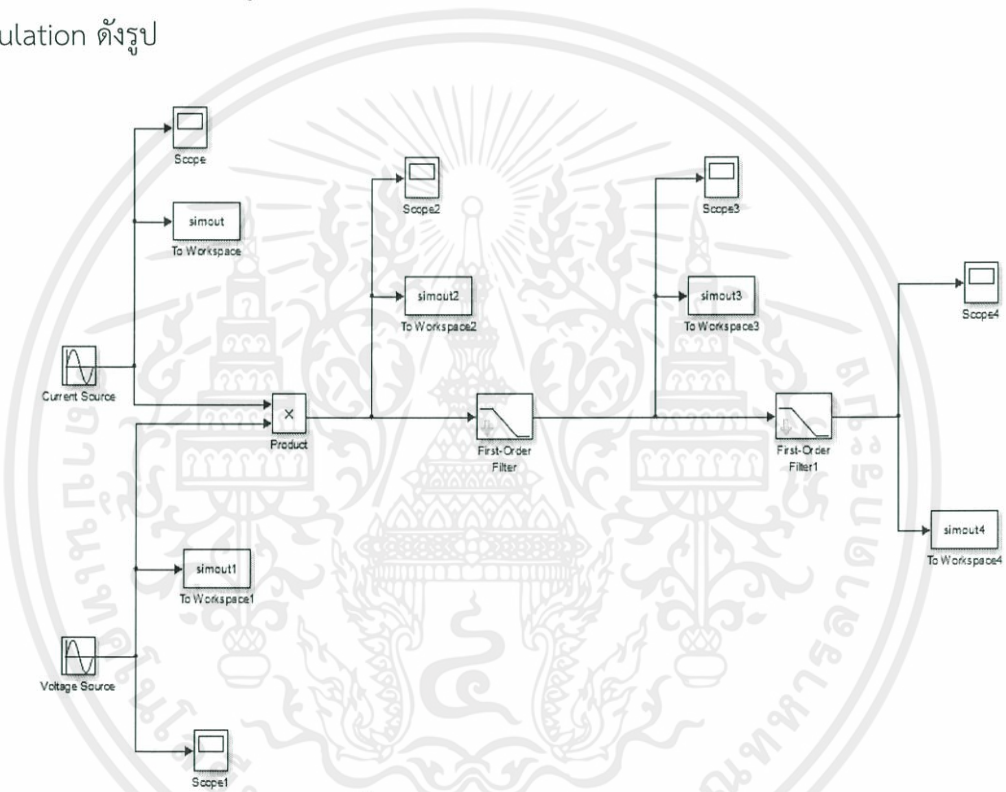 ulation ดังรูป
Scope
simout
To Workspace
Scope2
simout2
To Workspace2
Scope3
simout3
To Workspace3
Scope4
Current Source
×
Product
First-Order
Filter
First-Order
Filter1
simout4
To Workspace4
simout1
To Workspace1
Voltage Source
Scope1